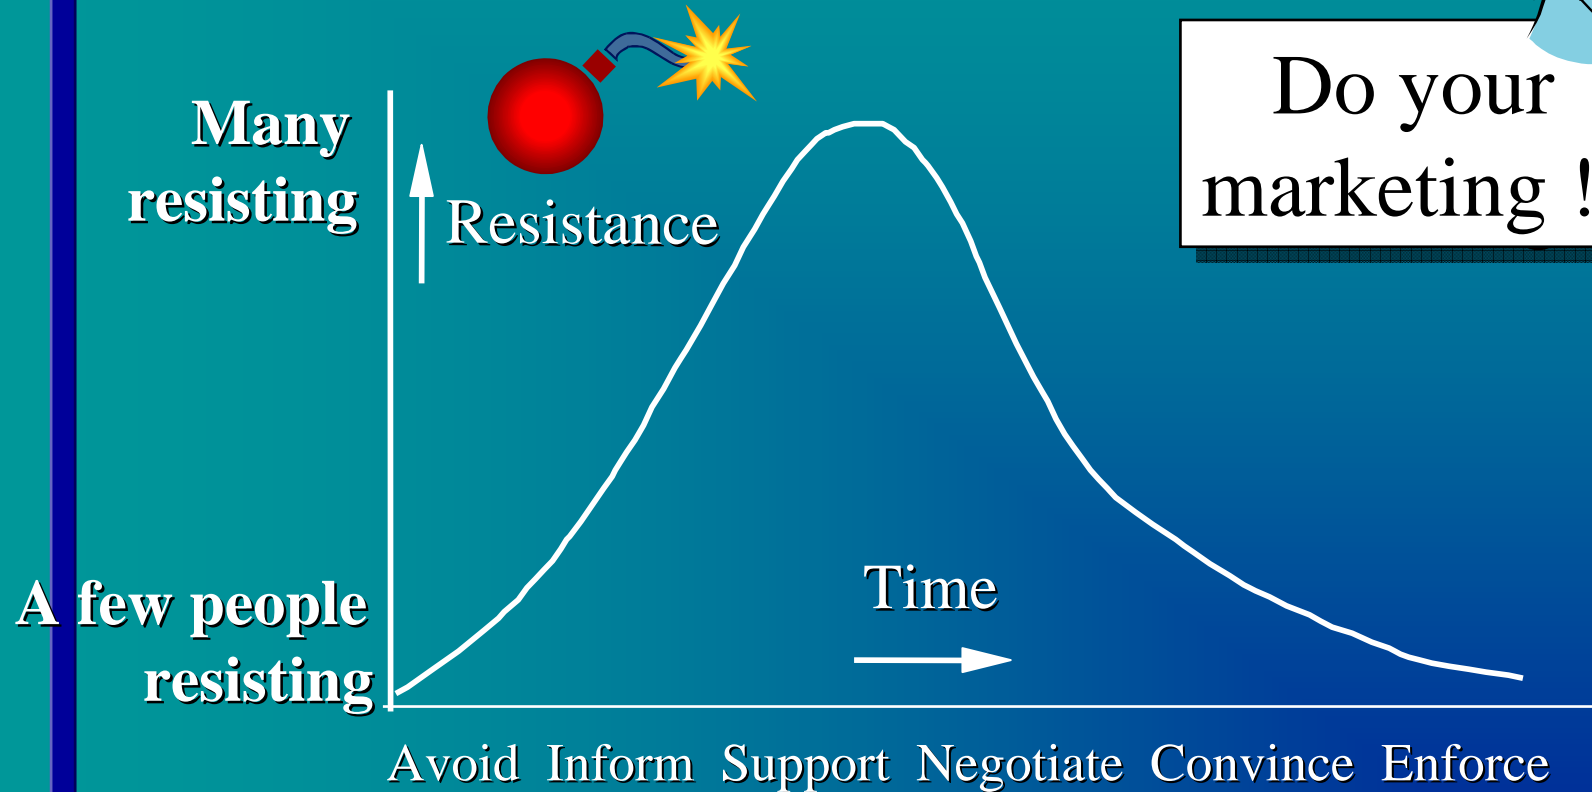 Do your
marketing !
Many
resisting
Resistance
Time
A few people
resisting
Avoid Inform Support Negotiate Convince Enforce